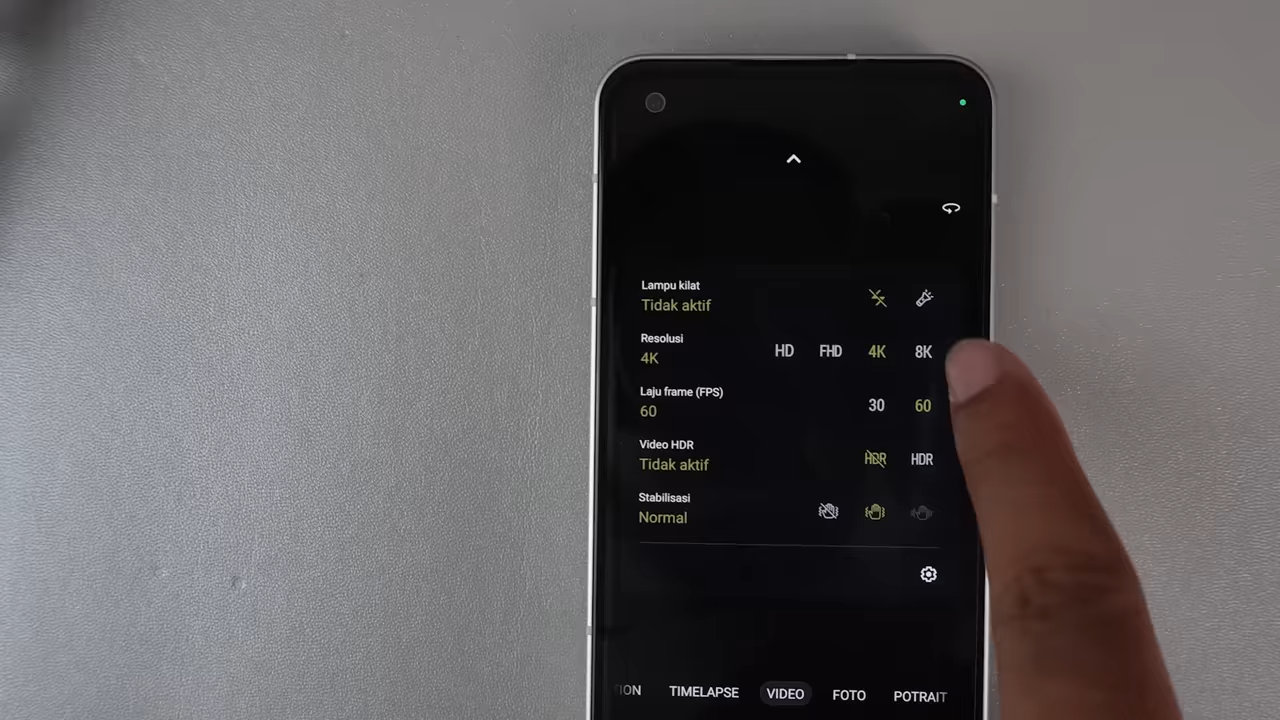 Lampu kilat
Tidak aktif
Resolusi
4K
HD FHD 4K 8K
Laju frame (FPS)
60
30 60
Video HDR
Tidak aktif
HDR HDR
Stabilisasi
Normal
ION TIMELAPSE VIDEO FOTO POTRAIT